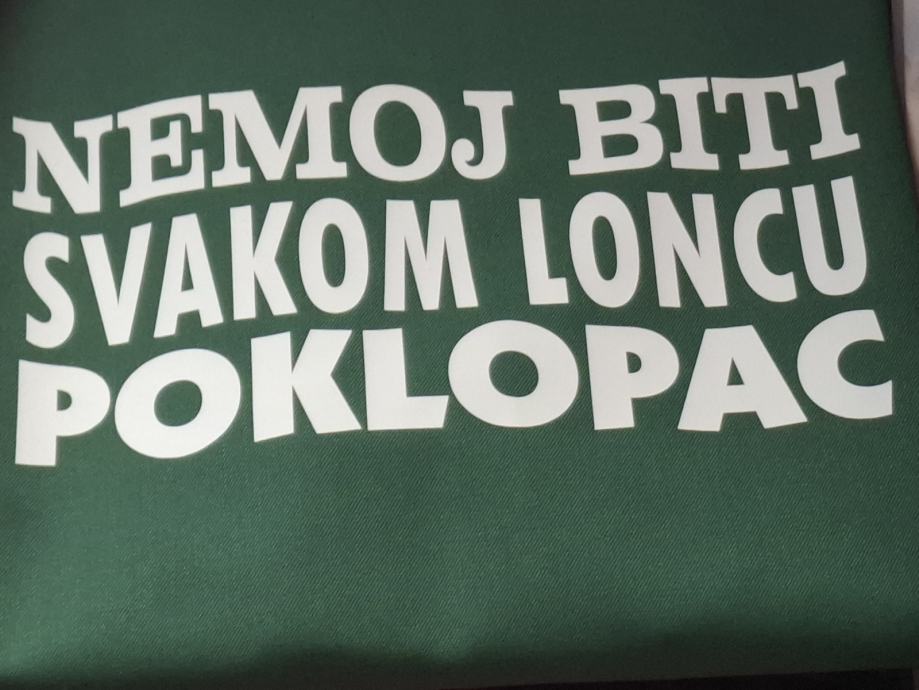 NEMOJ BITI
SVAKOM LONCU
POKLOPAC